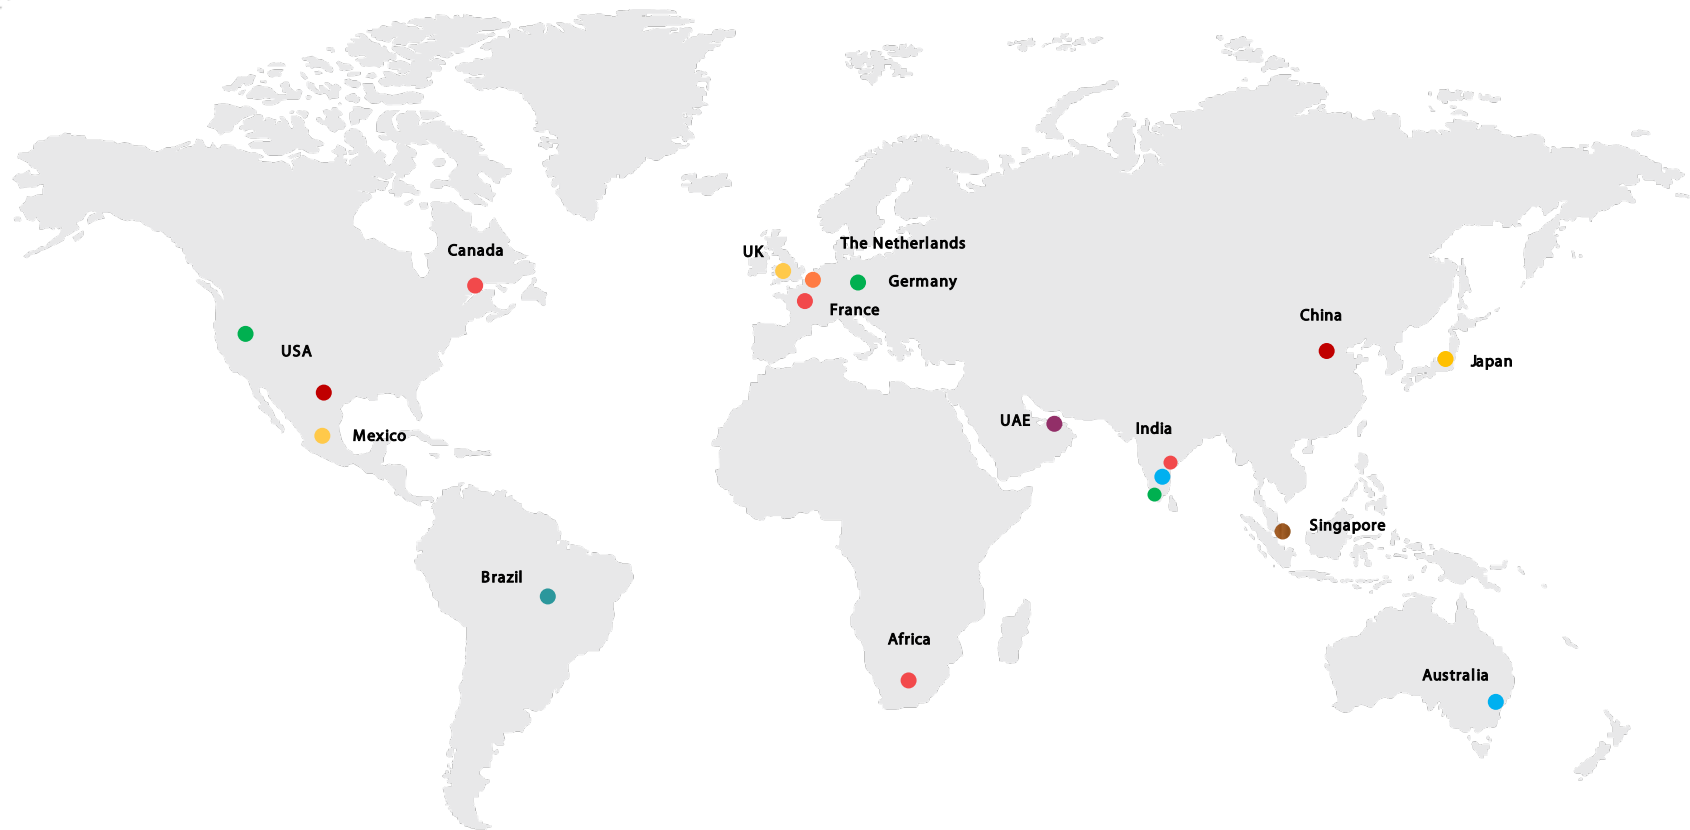 The Netherlands
Canada
UK
Germany
France
China
USA
Japan
UAE
India
Mexico
Singapore
Brazil
Africa
Australia